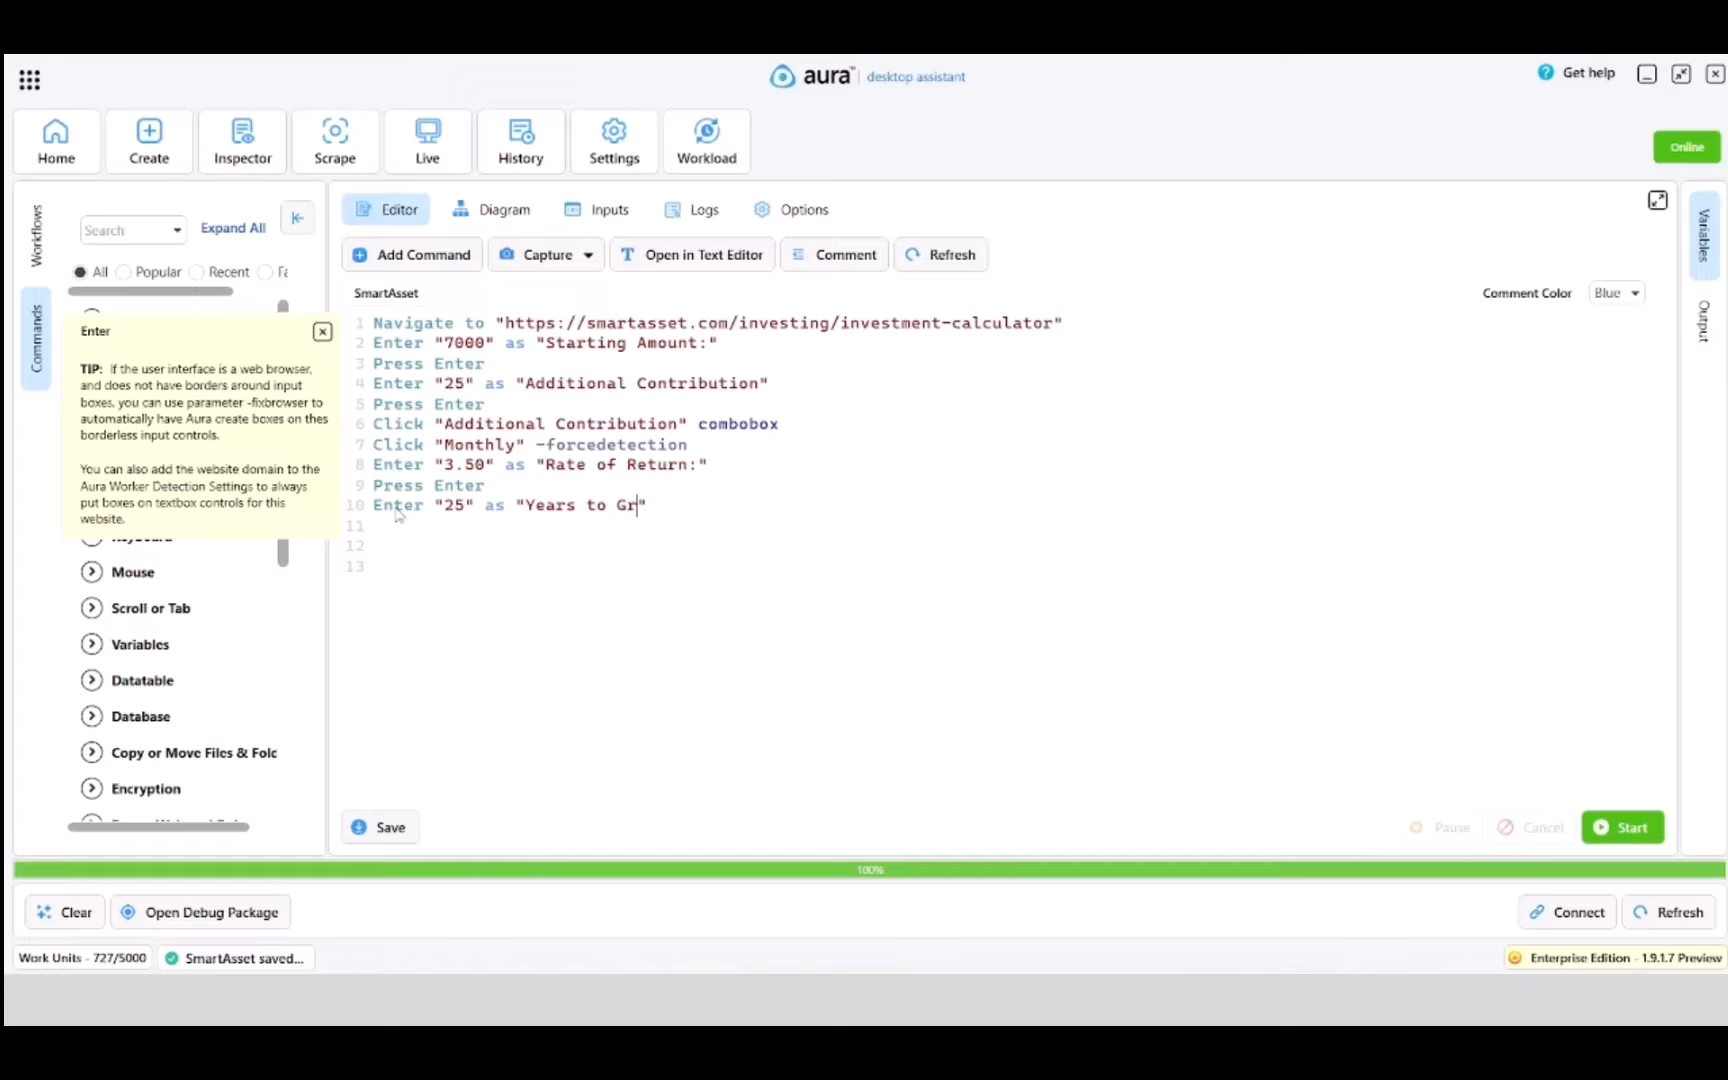 aura™ | desktop assistant
? Get help
Home
Create
Inspector
Scrape
Live
History
Settings
Workload
Online
Workflows
Commands
Search
Expand All
All
Popular
Recent
Enter
TIP: If the user interface is a web browser,
and does not have borders around input
boxes, you can use parameter -fixbrowser to
automatically have Aura create boxes on thes
borderless input controls.
You can also add the website domain to the
Aura Worker Detection Settings to always
put boxes on textbox controls for this
website.
Mouse
Scroll or Tab
Variables
Datatable
Database
Copy or Move Files & Folc
Encryption
Editor
Diagram
Inputs
Logs
Options
Add Command
Capture
T Open in Text Editor
Comment
Refresh
SmartAsset
Comment Color
Blue
1 Navigate to "https://smartasset.com/investing/investment-calculator"
2 Enter "7000" as "Starting Amount:"
3 Press Enter
4 Enter "25" as "Additional Contribution"
5 Press Enter
6 Click "Additional Contribution" combobox
7 Click "Monthly" -forcedetection
8 Enter "3.50" as "Rate of Return:"
9 Press Enter
10 Enter "25" as "Years to Gr"
11
12
13
Save
Pause
Cancel
Start
Variables
Output
100%
Clear
Open Debug Package
Connect
Refresh
Work Units - 727/5000
SmartAsset saved...
Enterprise Edition - 1.9.1.7 Preview